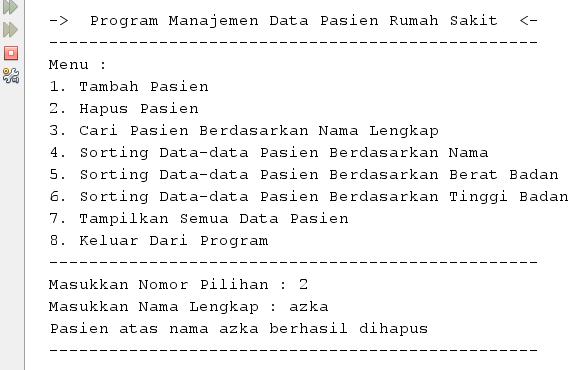 ->  Program Manajemen Data Pasien Rumah Sakit  <-
-------------------------------------------------
Menu :
1. Tambah Pasien
2. Hapus Pasien
3. Cari Pasien Berdasarkan Nama Lengkap
4. Sorting Data-data Pasien Berdasarkan Nama
5. Sorting Data-data Pasien Berdasarkan Berat Badan
6. Sorting Data-data Pasien Berdasarkan Tinggi Badan
7. Tampilkan Semua Data Pasien
8. Keluar Dari Program
-------------------------------------------------
Masukkan Nomor Pilihan : 2
Masukkan Nama Lengkap : azka
Pasien atas nama azka berhasil dihapus
-------------------------------------------------